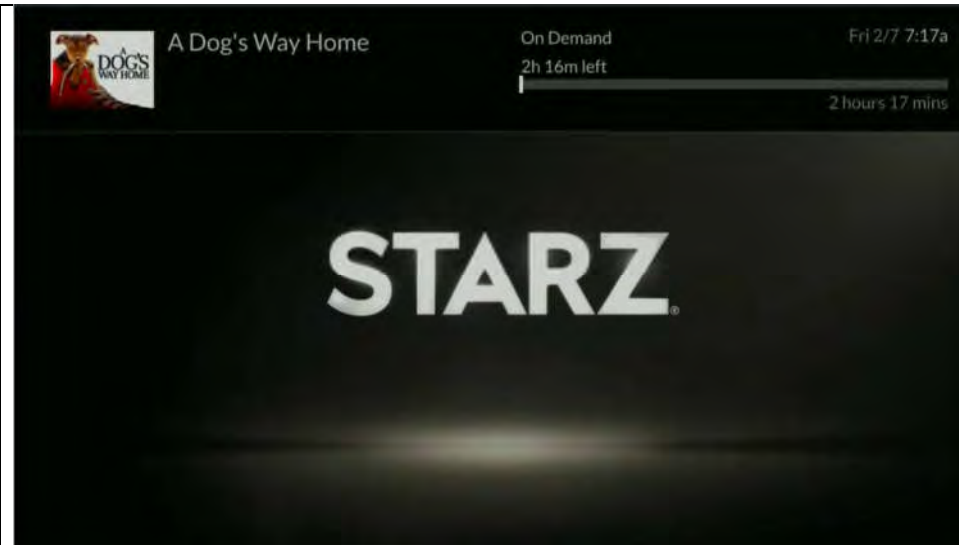 A
DOG'S
WAY HOME
A Dog's Way Home
On Demand
Fri 2/7 7:17a
2h 16m left
2 hours 17 mins
STARZ®